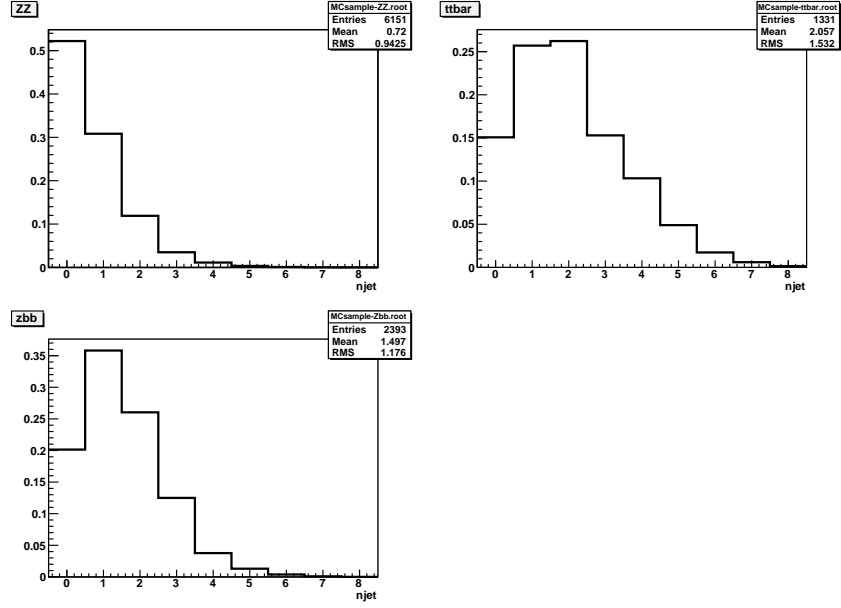 ZZ
MCsample-ZZ.root
Entries 6151
Mean 0.72
RMS 0.9425
0.5
0.4
0.3
0.2
0.1
0
0 1 2 3 4 5 6 7 8
njet
ttbar
MCsample-ttbar.root
Entries 1331
Mean 2.057
RMS 1.532
0.25
0.2
0.15
0.1
0.05
0
0 1 2 3 4 5 6 7 8
njet
zbb
MCsample-Zbb.root
Entries 2393
Mean 1.497
RMS 1.176
0.35
0.3
0.25
0.2
0.15
0.1
0.05
0
0 1 2 3 4 5 6 7 8
njet